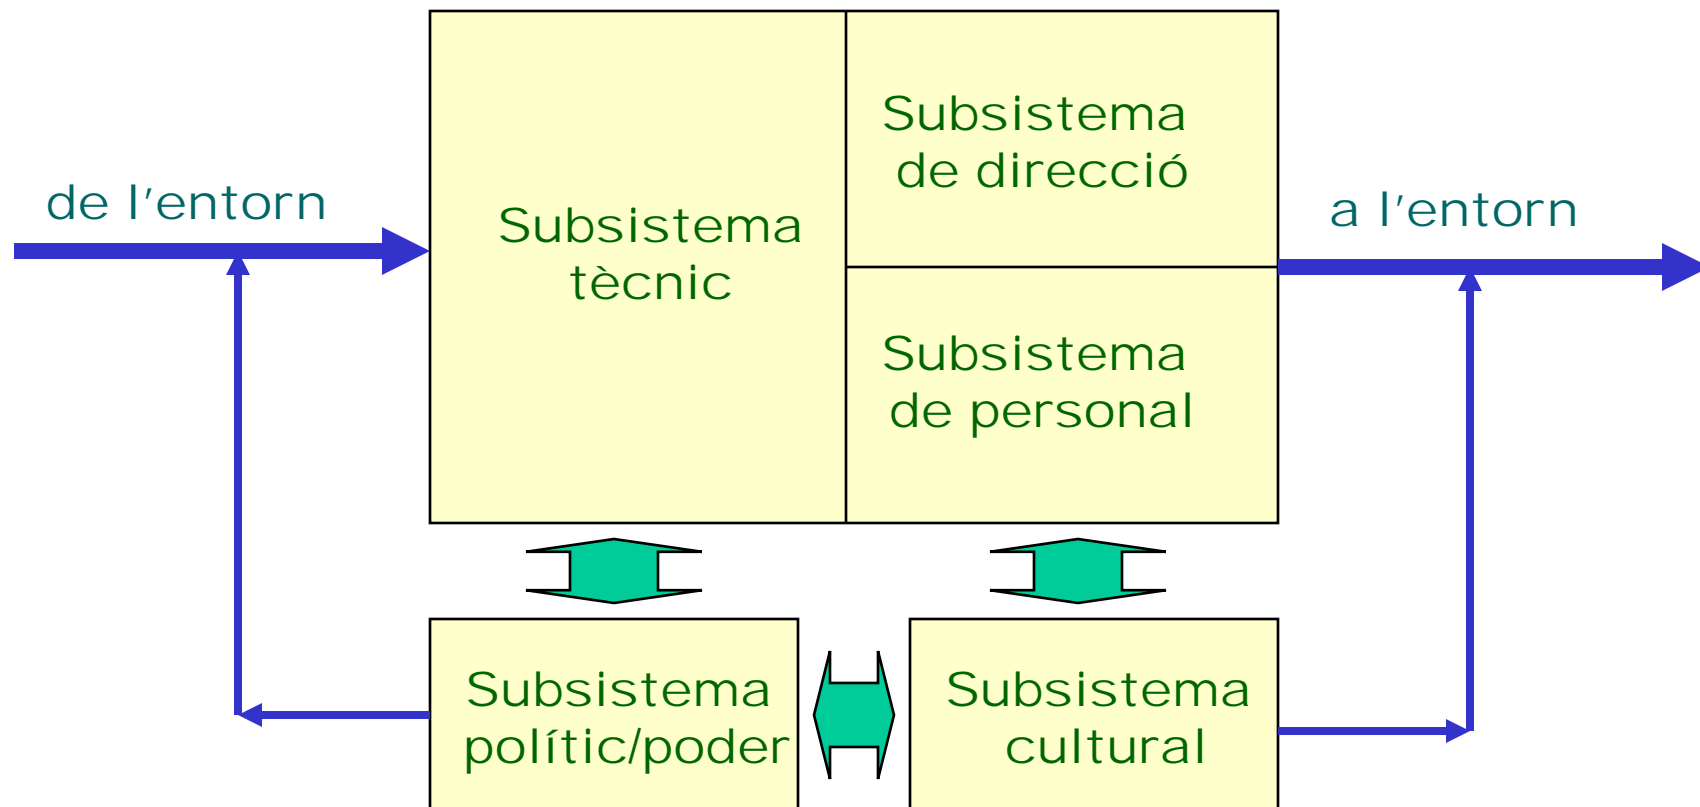 de l'entorn
Subsistema
tècnic
Subsistema
de direcció
Subsistema
de personal
a l'entorn
Subsistema
polític/poder
Subsistema
cultural